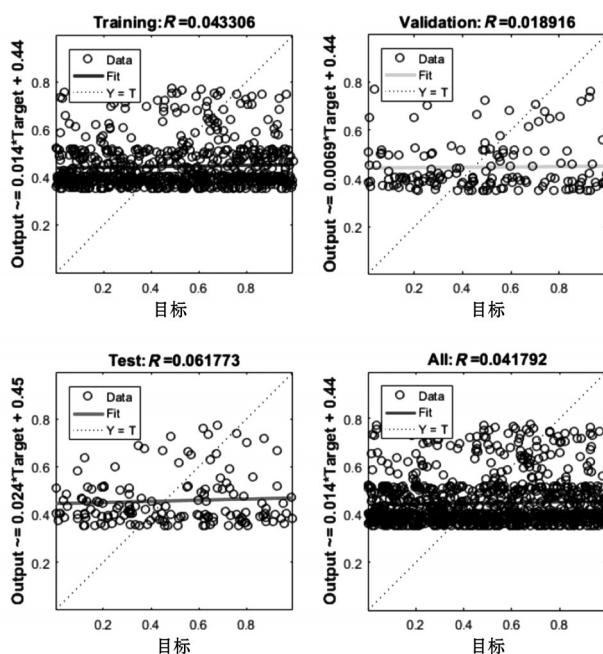 Training: R=0.043306
Output ~= 0.014*Target + 0.44
Data
Fit
Y = T
0.8
0.6
0.4
0.2
0.2
0.4
0.6
0.8
目标
Validation: R=0.018916
Output ~= 0.0069*Target + 0.44
Data
Fit
Y = T
0.8
0.6
0.4
0.2
0.2
0.4
0.6
0.8
目标
Test: R=0.061773
Output ~= 0.024*Target + 0.45
Data
Fit
Y = T
0.8
0.6
0.4
0.2
0.2
0.4
0.6
0.8
目标
All: R=0.041792
Output ~= 0.014*Target + 0.44
Data
Fit
Y = T
0.8
0.6
0.4
0.2
0.2
0.4
0.6
0.8
目标